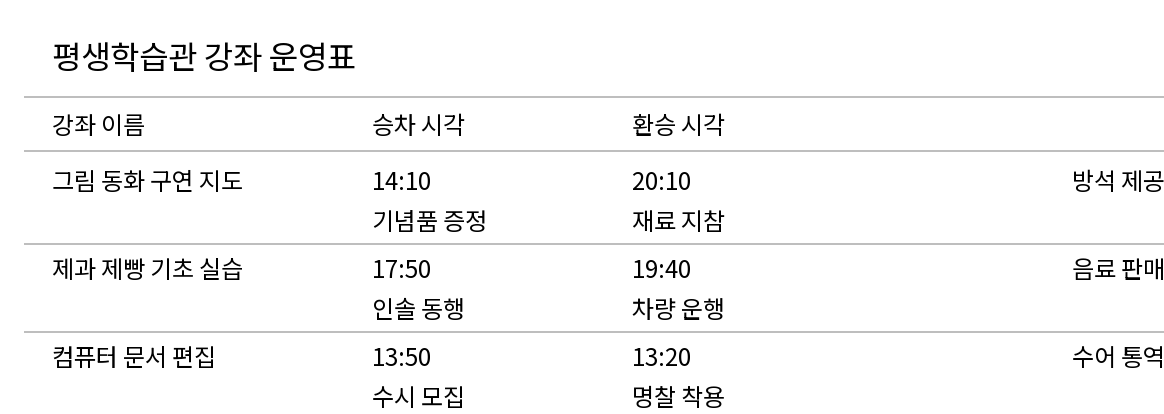 평생학습관 강좌 운영표
강좌 이름 승차 시각 환승 시각
그림 동화 구연 지도 14:10 20:10 방석 제공
기념품 증정 재료 지참
제과 제빵 기초 실습 17:50 19:40 음료 판매
인솔 동행 차량 운행
컴퓨터 문서 편집 13:50 13:20 수어 통역
수시 모집 명찰 착용